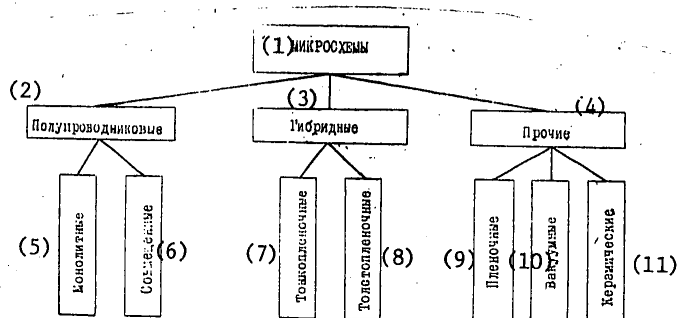 (1) МИКРОСХЕМЫ
(2)
(3)
(4)
Полупроводниковые
Гибридные
Прочие
(5)
Монолитные
Совмещенные
(6)
(7)
Тонкопленочные
Толстопленочные
(8)
(9)
Пленочные
(10)
Вакуумные
Керамические
(11)